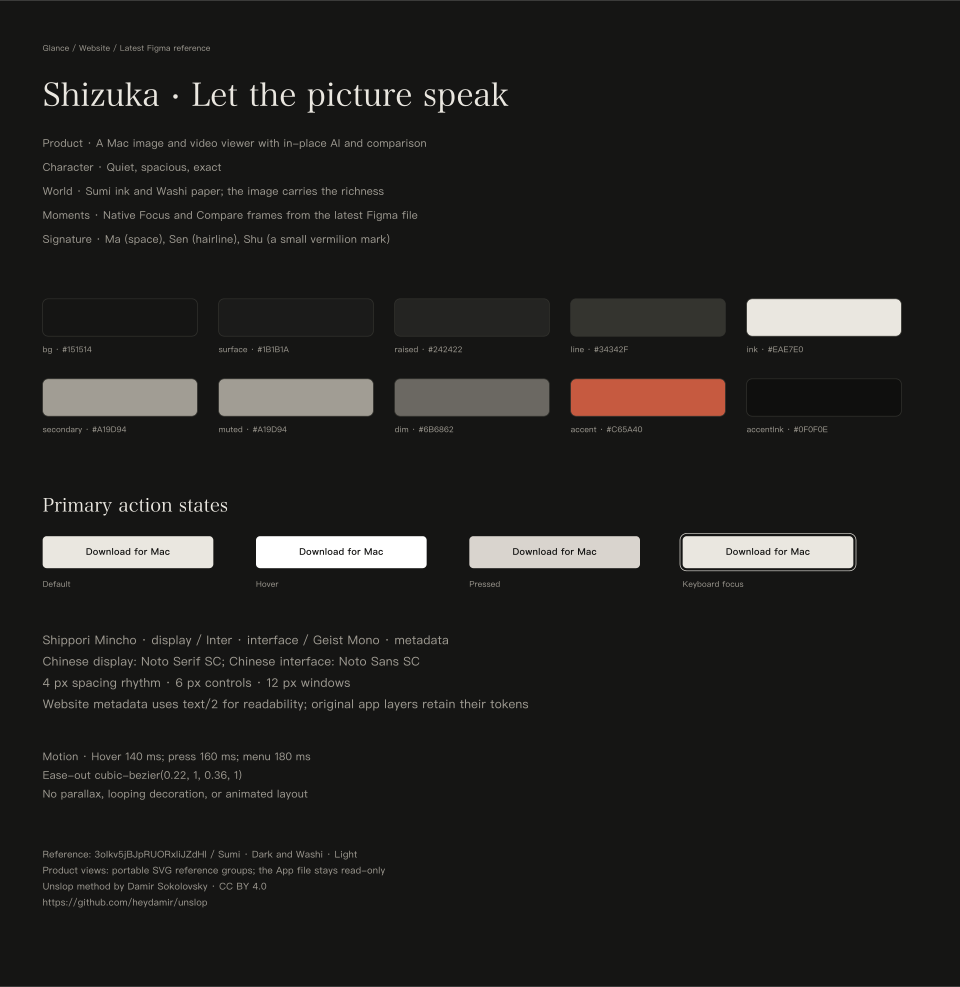 Glance / Website / Latest Figma reference
Shizuka · Let the picture speak
Product · A Mac image and video viewer with in-place AI and comparison
Character · Quiet, spacious, exact
World · Sumi ink and Washi paper; the image carries the richness
Moments · Native Focus and Compare frames from the latest Figma file
Signature · Ma (space), Sen (hairline), Shu (a small vermilion mark)
bg · #151514
surface · #1B1B1A
raised · #242422
line · #34342F
ink · #EAE7E0
secondary · #A19D94
muted · #A19D94
dim · #6B6862
accent · #C65A40
accentInk · #0F0F0E
Primary action states
Download for Mac
Download for Mac
Download for Mac
Download for Mac
Default
Hover
Pressed
Keyboard focus
Shippori Mincho · display / Inter · interface / Geist Mono · metadata
Chinese display: Noto Serif SC; Chinese interface: Noto Sans SC
4 px spacing rhythm · 6 px controls · 12 px windows
Website metadata uses text/2 for readability; original app layers retain their tokens
Motion · Hover 140 ms; press 160 ms; menu 180 ms
Ease-out cubic-bezier(0.22, 1, 0.36, 1)
No parallax, looping decoration, or animated layout
Reference: / Sumi · Dark and Washi · Light
Product views: portable SVG reference groups; the App file stays read-only
Unslop method by Damir Sokolovsky · CC BY 4.0
https://github.com/heydamir/unslop